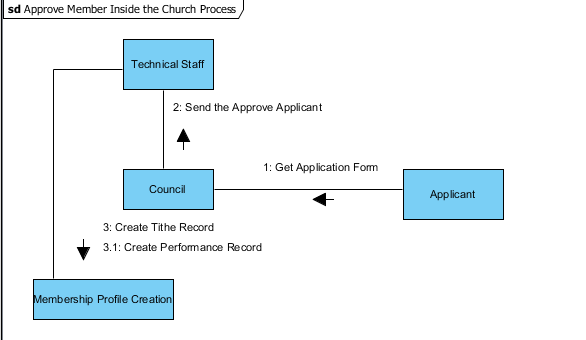 sd Approve Member Inside the Church Process
Technical Staff
2: Send the Approve Applicant
1: Get Application Form
Council
Applicant
3: Create Tithe Record
3.1: Create Performance Record
Membership Profile Creation